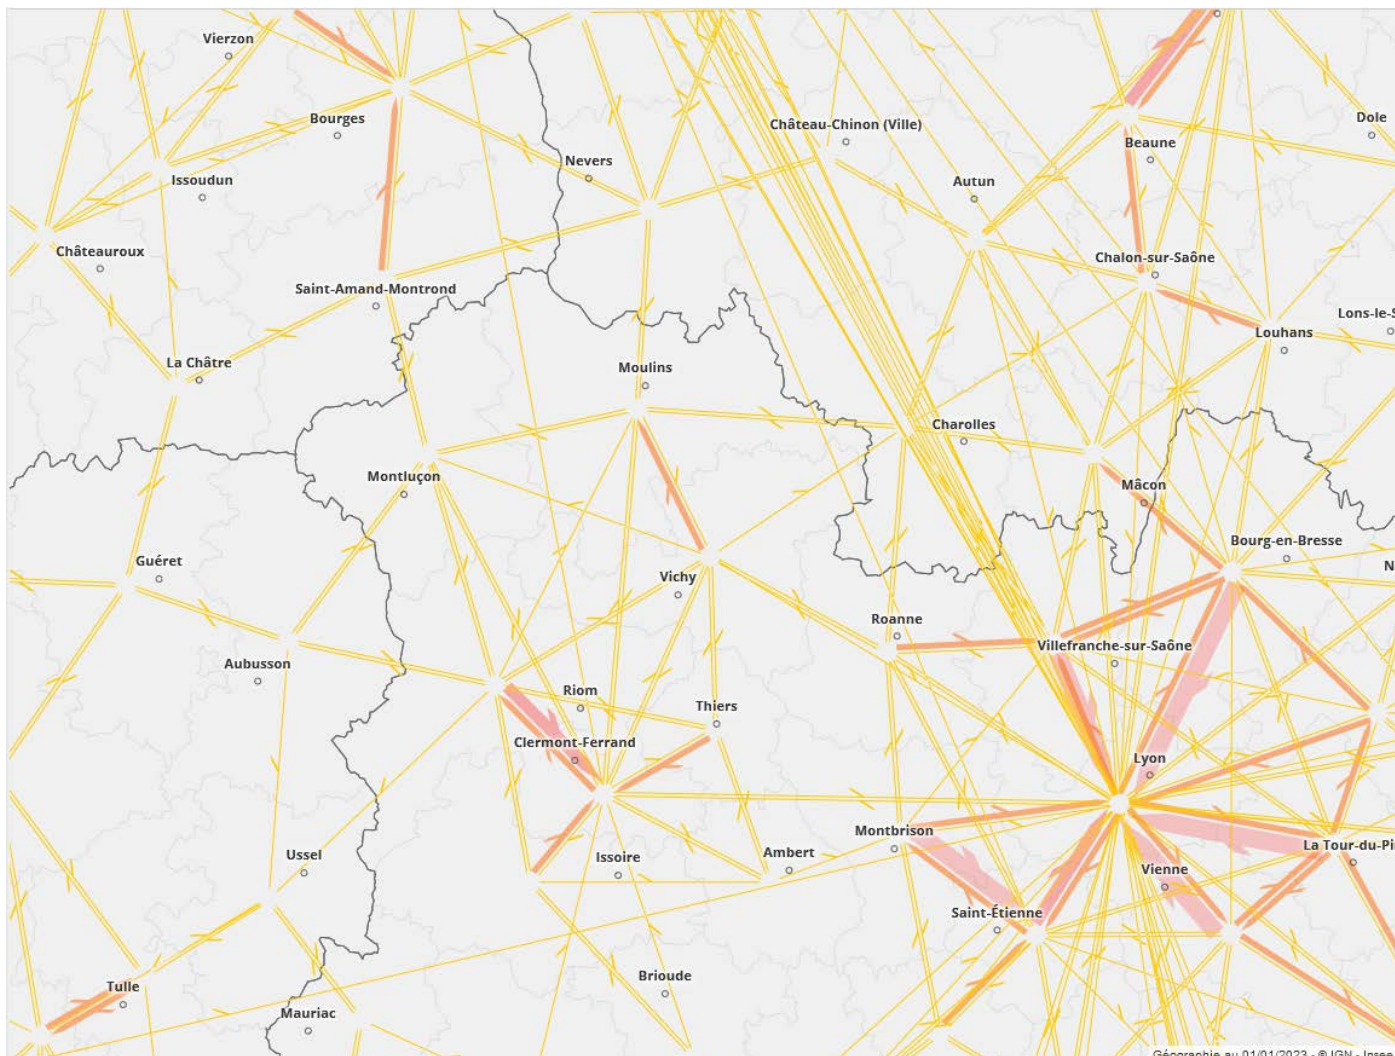 Vierzon
Bourges
Château-Chinon (Ville)
Dole
Beaune
Nevers
Issoudun
Autun
Châteauroux
Chalon-sur-Saône
Saint-Amand-Montrond
Lons-le-S
Louhans
La Châtre
Moulins
Charolles
Montluçon
Mâcon
Bourg-en-Bresse
Guéret
N
Vichy
Roanne
Villefranche-sur-Saône
Aubusson
Riom
Thiers
Clermont-Ferrand
Lyon
Montbrison
La Tour-du-Pi
Ussel
Issoire
Ambert
Vienne
Saint-Étienne
Brioude
Tulle
Mauriac
Géographie au 01/01/2023 - © IGN - Insee